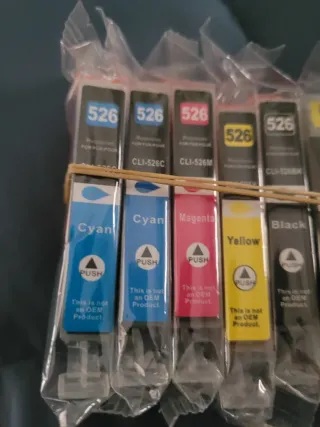 526
CLI-526C
Cyan
PUSH
This is not
an OEM
Product.
526
CLI-526C
Cyan
PUSH
This is not
an OEM
Product.
526
CLI-526M
Magenta
PUSH
This is not
an OEM
Product.
526
Yellow
PUSH
This is not
an OEM
Product.
526
CLI-526BK
Black
PUSH
This is not
an OEM
Product.